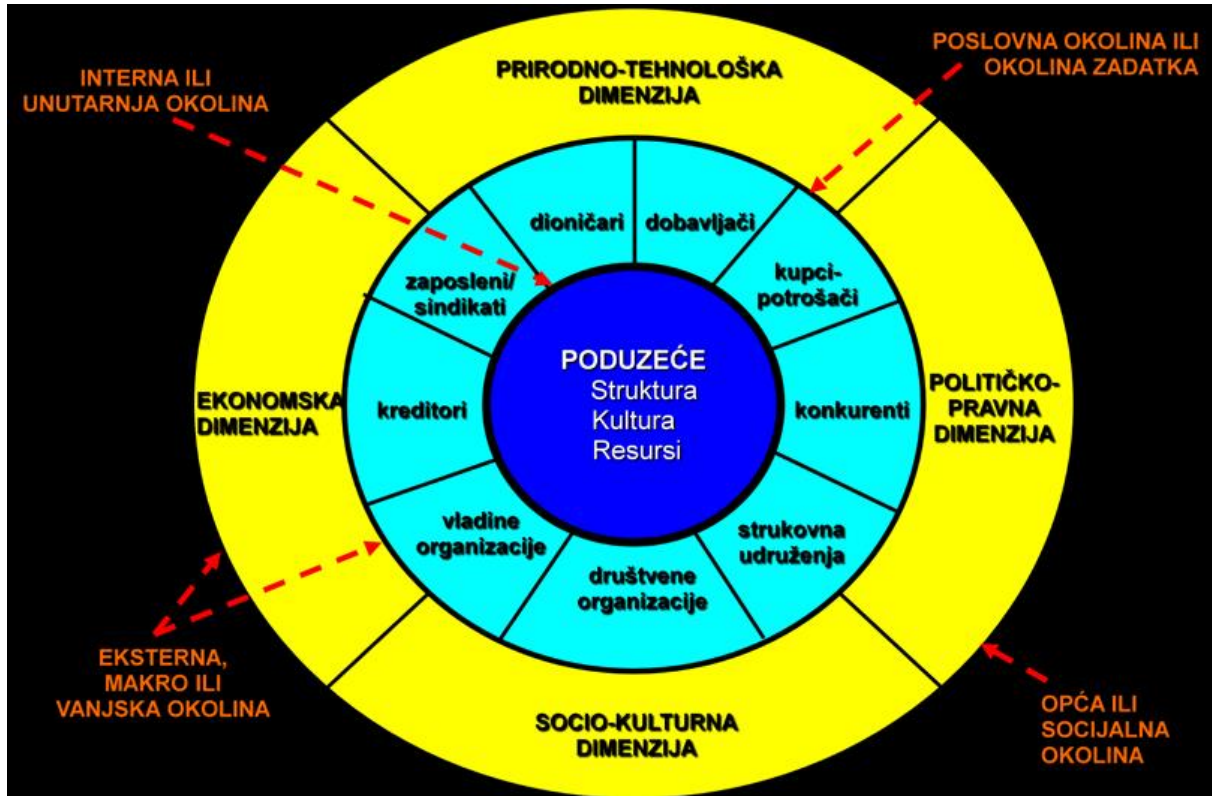 INTERNA ILI
UNUTARNJA OKOLINA
PRIRODNO-TEHNOLOŠKA
DIMENZIJA
POSLOVNA OKOLINA ILI
OKOLINA ZADATKA
dioničari
dobavljači
zaposleni/
sindikati
kupci-
potrošači
EKONOMSKA
DIMENZIJA
kreditori
PODUZEĆE
Struktura
Kultura
Resursi
konkurenti
POLITIČKO-
PRAVNA
DIMENZIJA
vladine
organizacije
društvene
organizacije
strukovna
udruženja
EKSTERNA,
MAKRO ILI
VANJSKA OKOLINA
SOCIO-KULTURNA
DIMENZIJA
OPĆA ILI
SOCIJALNA
OKOLINA